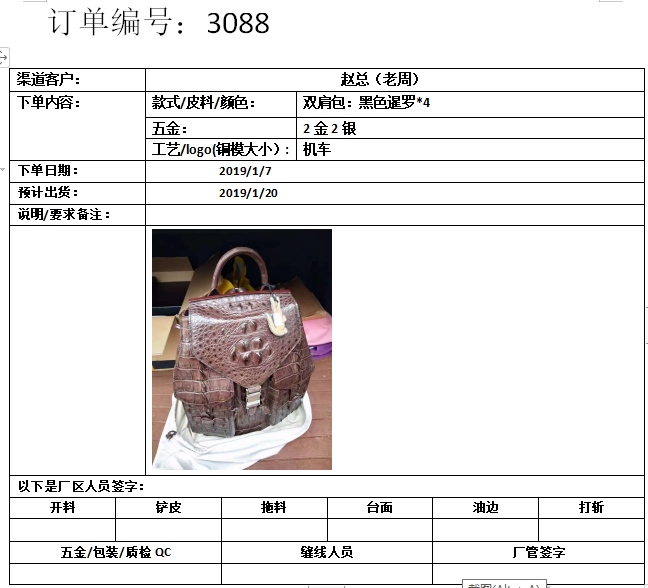 订单编号：3088
渠道客户： 赵总（老周）
下单内容： 款式/皮料/颜色： 双肩包：黑色暹罗*4
五金： 2金2银
工艺/logo(铜模大小）: 机车
下单日期： 2019/1/7
预计出货： 2019/1/20
说明/要求备注：
以下是厂区人员签字：
开料 铲皮 拖料 台面 油边 打斩
五金/包装/质检 QC 缝线人员 厂管签字
截图(Alt + A)